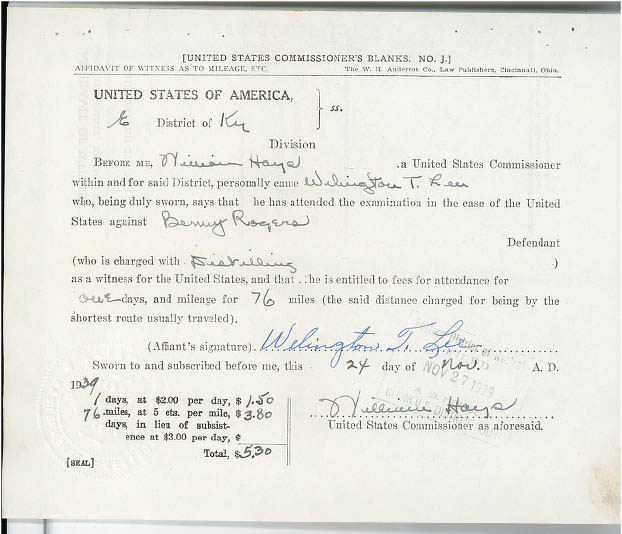 [UNITED STATES COMMISSIONER'S BLANKS. NO. J.]
AFFIDAVIT OF WITNESS AS TO MILEAGE, ETC. The W. H. Anderson Co., Law Publishers, Cincinnati, Ohio.
UNITED STATES OF AMERICA,
E District of Ky } ss.
Division
BEFORE ME, William Hays .a United States Commissioner
within and for said District, personally came Welington T. Lew
who, being duly sworn, says that he has attended the examination in the case of the United
States against Benny Rogers
Defendant
(who is charged with Distilling )
as a witness for the United States, and that ..he is entitled to fees for attendance for
one days, and mileage for 76 miles (the said distance charged for being by the
shortest route usually traveled).
(Affiant's signature) Welington T. Lew
Sworn to and subscribed before me, this 24 day of Nov. A. D.
1939
NOV 27 1939
1 days, at $2.00 per day, $ 1.50
76 miles, at 5 cts. per mile, $ 3.80
days, in lieu of subsist-
ence at $3.00 per day, $
Total, $ 5.30
William Hays
United States Commissioner as aforesaid.
[SEAL]